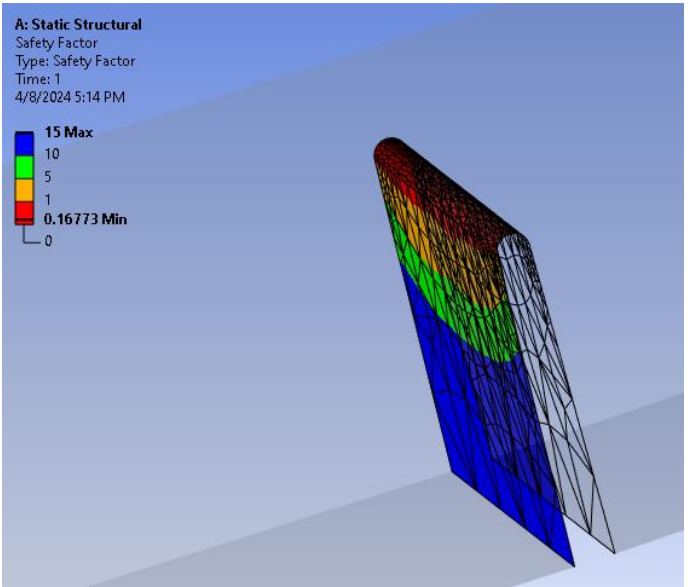 A: Static Structural
Safety Factor
Type: Safety Factor
Time: 1
4/8/2024 5:14 PM
15 Max
10
5
1
0.16773 Min
0